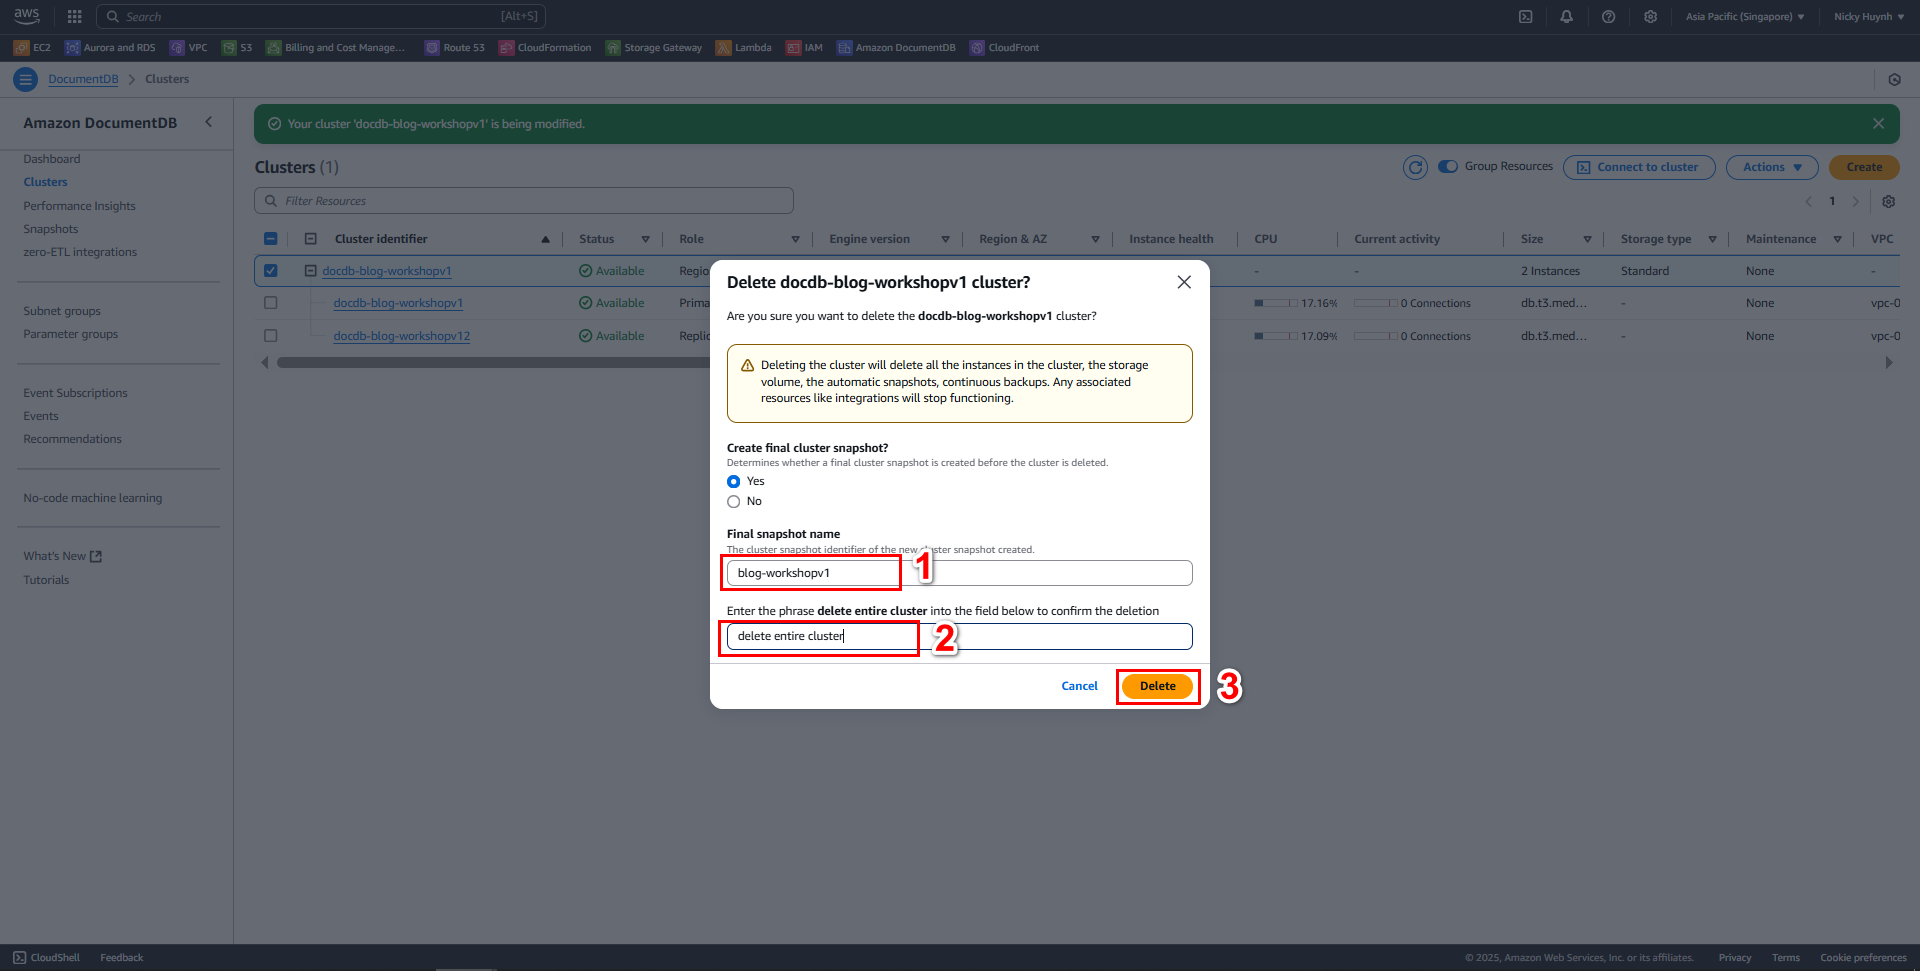 aws
Search
[Alt+S]
Asia Pacific (Singapore)
Nicky Huynh
EC2
Aurora and RDS
VPC
S3
Billing and Cost Manage...
Route 53
CloudFormation
Storage Gateway
Lambda
IAM
Amazon DocumentDB
CloudFront
DocumentDB
Clusters
Amazon DocumentDB
Dashboard
Clusters
Performance Insights
Snapshots
zero-ETL integrations
Subnet groups
Parameter groups
Event Subscriptions
Events
Recommendations
No-code machine learning
What's New
Tutorials
Your cluster 'docdb-blog-workshopv1' is being modified.
Clusters (1)
Group Resources
Connect to cluster
Actions
Create
Filter Resources
1
Cluster identifier
Status
Role
Engine version
Region & AZ
Instance health
CPU
Current activity
Size
Storage type
Maintenance
VPC
docdb-blog-workshopv1
Available
Regio
-
-
2 Instances
Standard
None
-
docdb-blog-workshopv1
Available
Prima
17.16%
0 Connections
db.t3.med...
-
None
vpc-0
docdb-blog-workshopv12
Available
Replic
17.09%
0 Connections
db.t3.med...
-
None
vpc-0
Delete docdb-blog-workshopv1 cluster?
Are you sure you want to delete the docdb-blog-workshopv1 cluster?
Deleting the cluster will delete all the instances in the cluster, the storage
volume, the automatic snapshots, continuous backups. Any associated
resources like integrations will stop functioning.
Create final cluster snapshot?
Determines whether a final cluster snapshot is created before the cluster is deleted.
Yes
No
Final snapshot name
The cluster snapshot identifier of the new cluster snapshot created.
blog-workshopv1
1
Enter the phrase delete entire cluster into the field below to confirm the deletion
delete entire cluster
2
Cancel
Delete
3
CloudShell
Feedback
© 2025, Amazon Web Services, Inc. or its affiliates.
Privacy
Terms
Cookie preferences